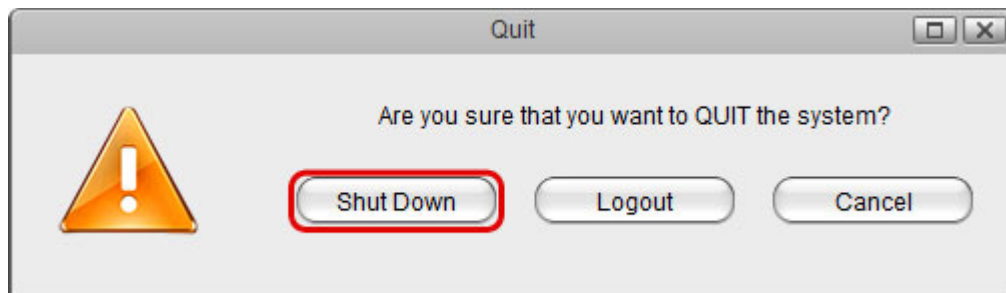 Quit
Are you sure that you want to QUIT the system?
Shut Down
Logout
Cancel